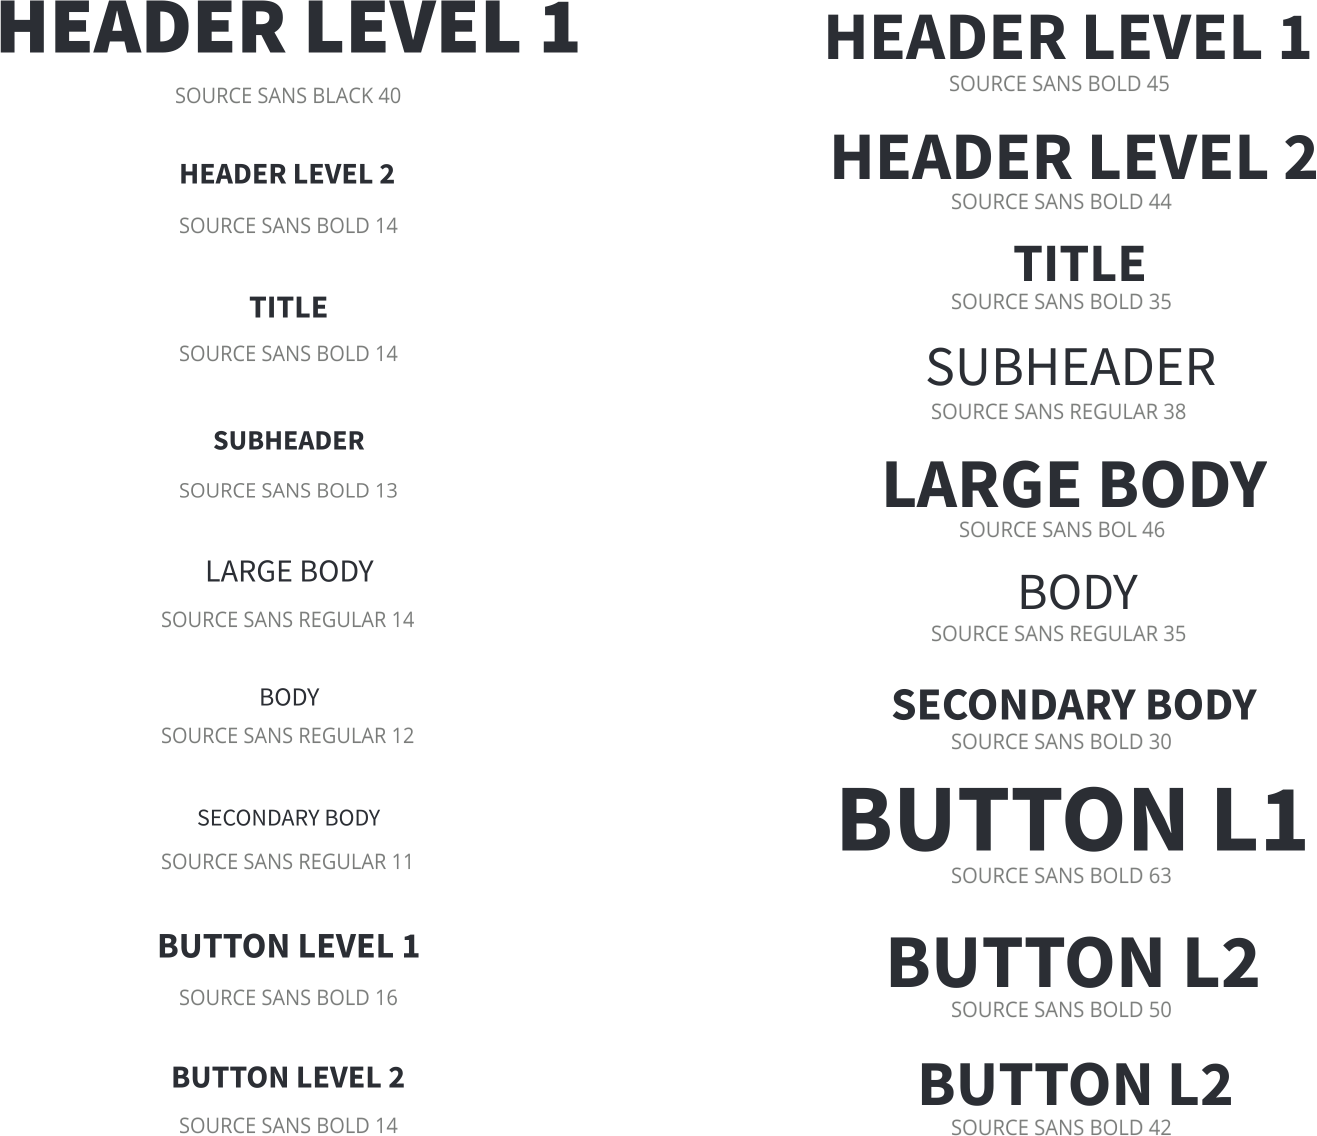 HEADER LEVEL 1
SOURCE SANS BLACK 40
HEADER LEVEL 2
SOURCE SANS BOLD 14
TITLE
SOURCE SANS BOLD 14
SUBHEADER
SOURCE SANS BOLD 13
LARGE BODY
SOURCE SANS REGULAR 14
BODY
SOURCE SANS REGULAR 12
SECONDARY BODY
SOURCE SANS REGULAR 11
BUTTON LEVEL 1
SOURCE SANS BOLD 16
BUTTON LEVEL 2
SOURCE SANS BOLD 14
HEADER LEVEL 1
SOURCE SANS BOLD 45
HEADER LEVEL 2
SOURCE SANS BOLD 44
TITLE
SOURCE SANS BOLD 35
SUBHEADER
SOURCE SANS REGULAR 38
LARGE BODY
SOURCE SANS BOL 46
BODY
SOURCE SANS REGULAR 35
SECONDARY BODY
SOURCE SANS BOLD 30
BUTTON L1
SOURCE SANS BOLD 63
BUTTON L2
SOURCE SANS BOLD 50
BUTTON L2
SOURCE SANS BOLD 42